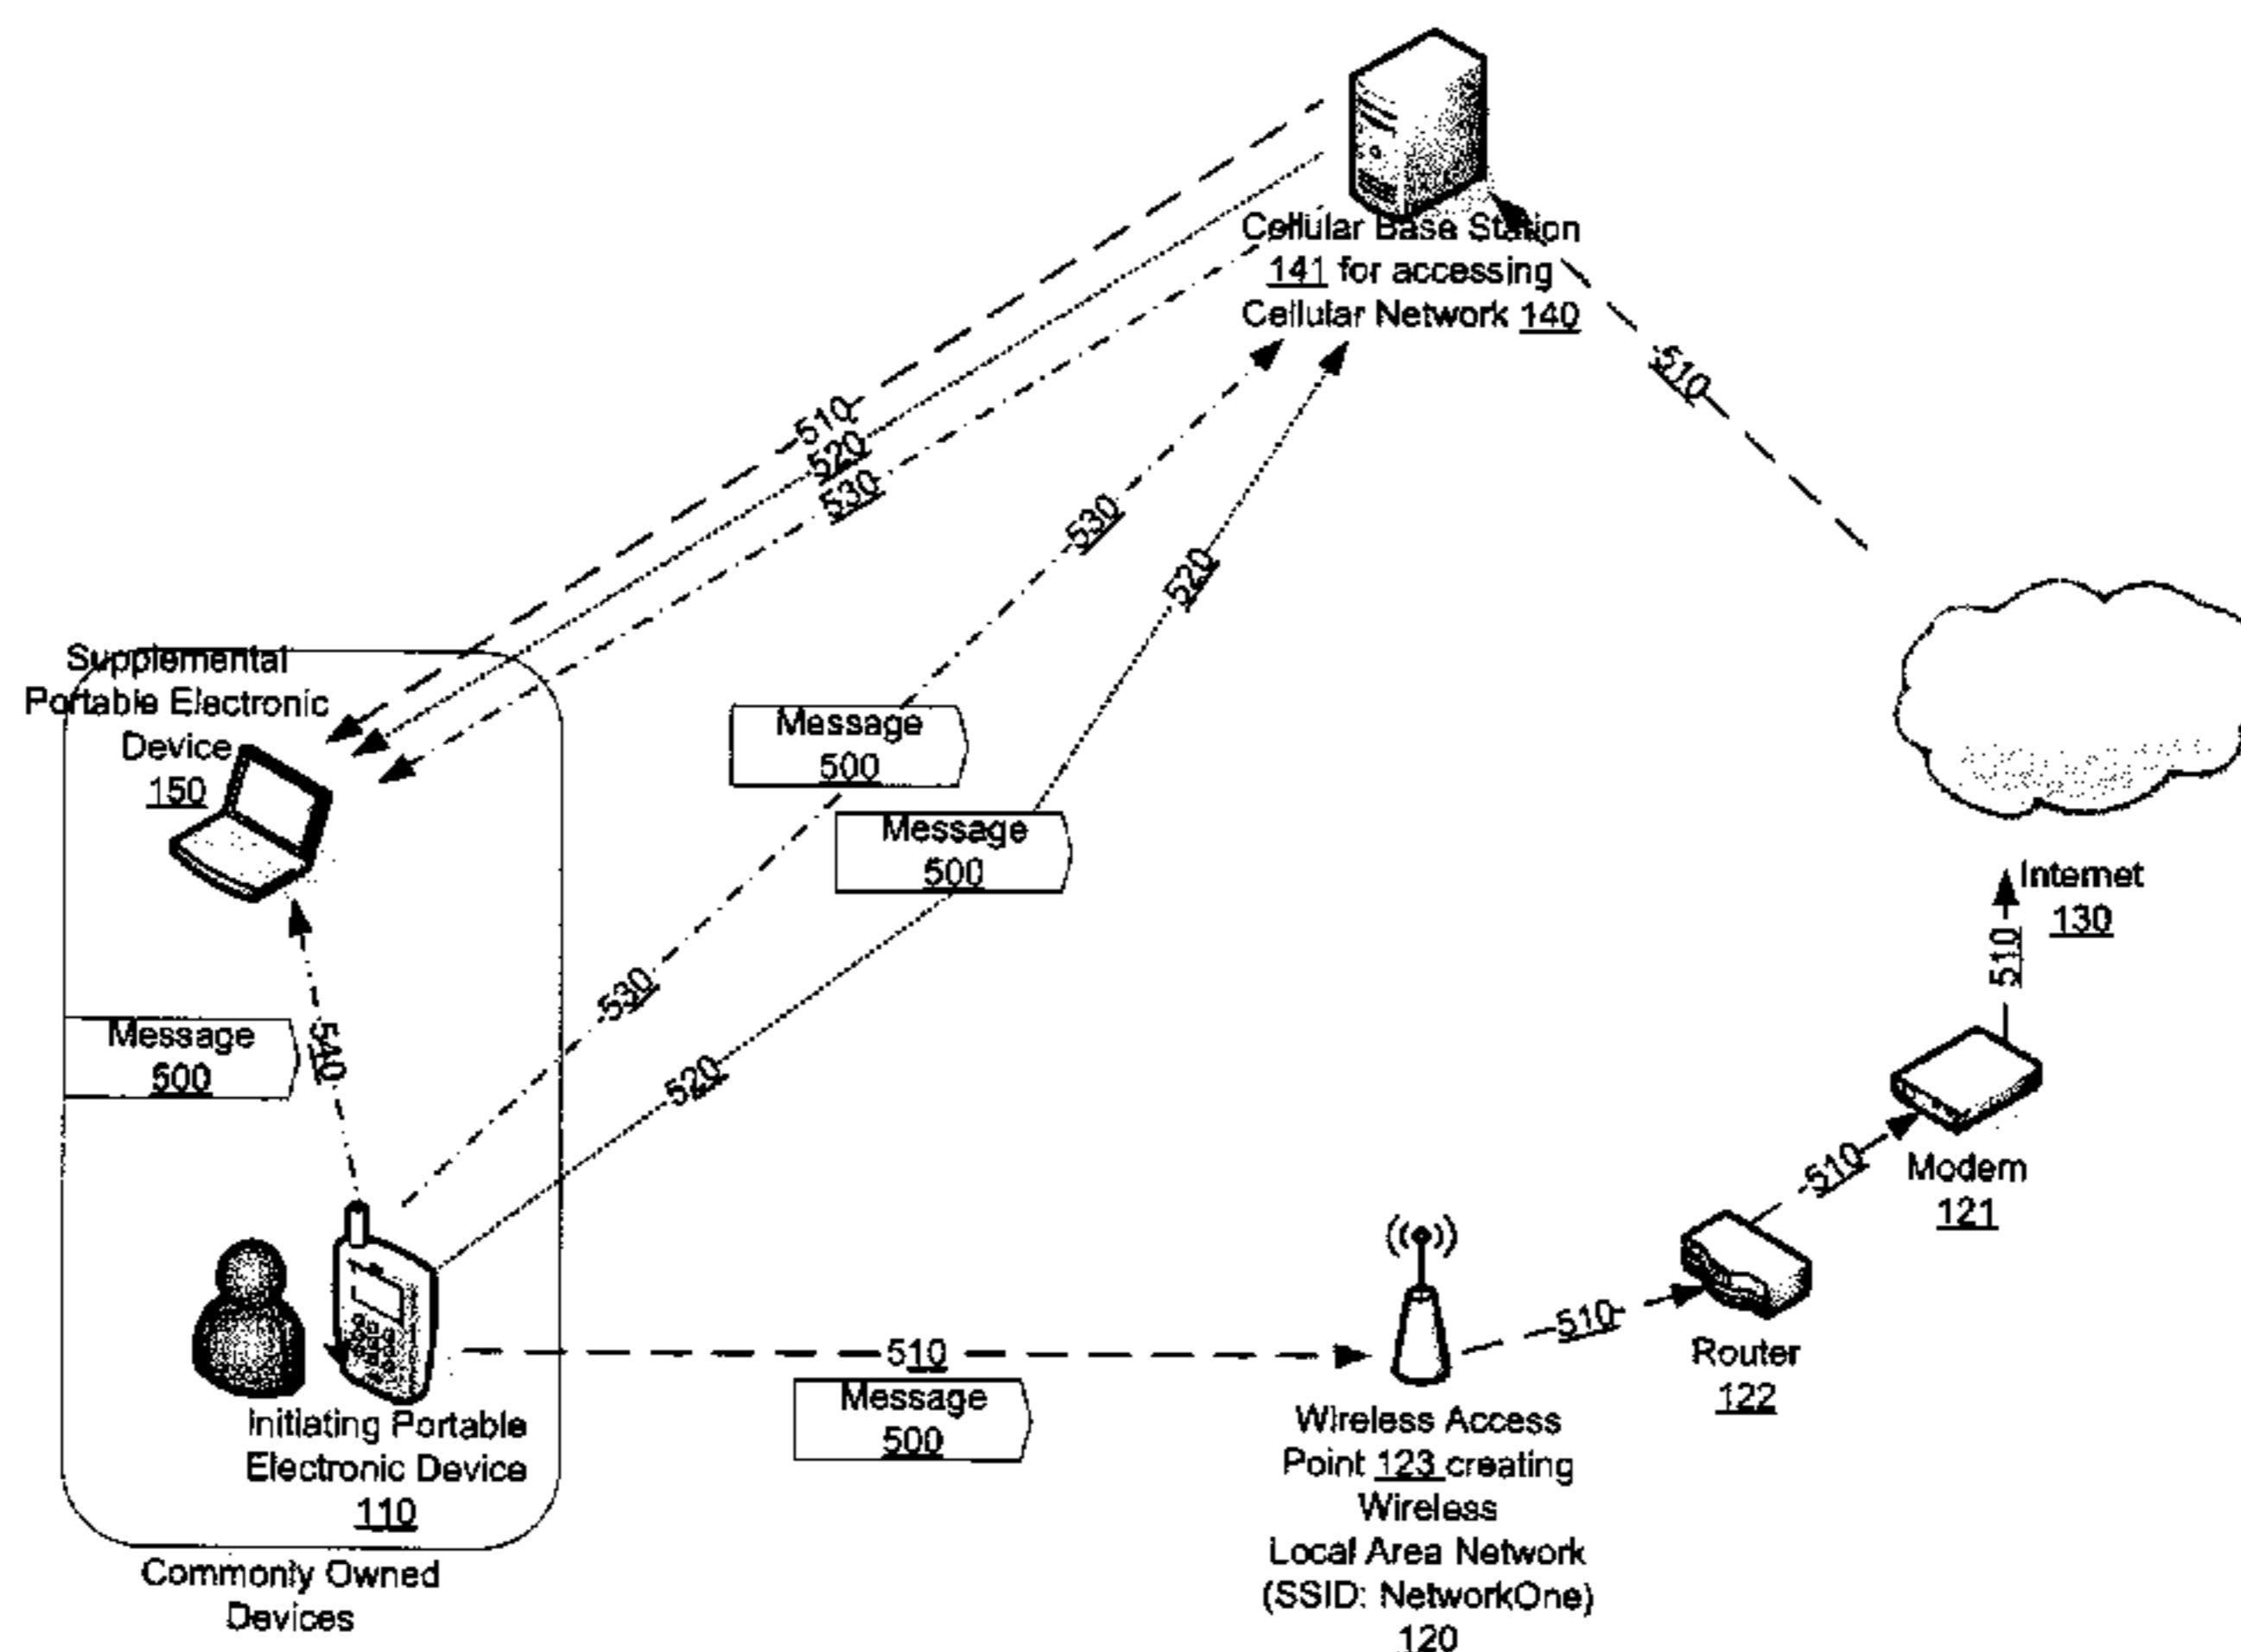 Cellular Base Station
141 for accessing
Cellular Network 140
510
510
520
530
530
520
Supplemental
Portable Electronic
Device
150
Message
500
Message
500
Internet
130
510
530
Message
500
540
520
Modem
121
510
Router
122
510
510
Message
500
Initiating Portable
Electronic Device
110
Wireless Access
Point 123 creating
Wireless
Local Area Network
(SSID: NetworkOne)
120
Commonly Owned
Devices